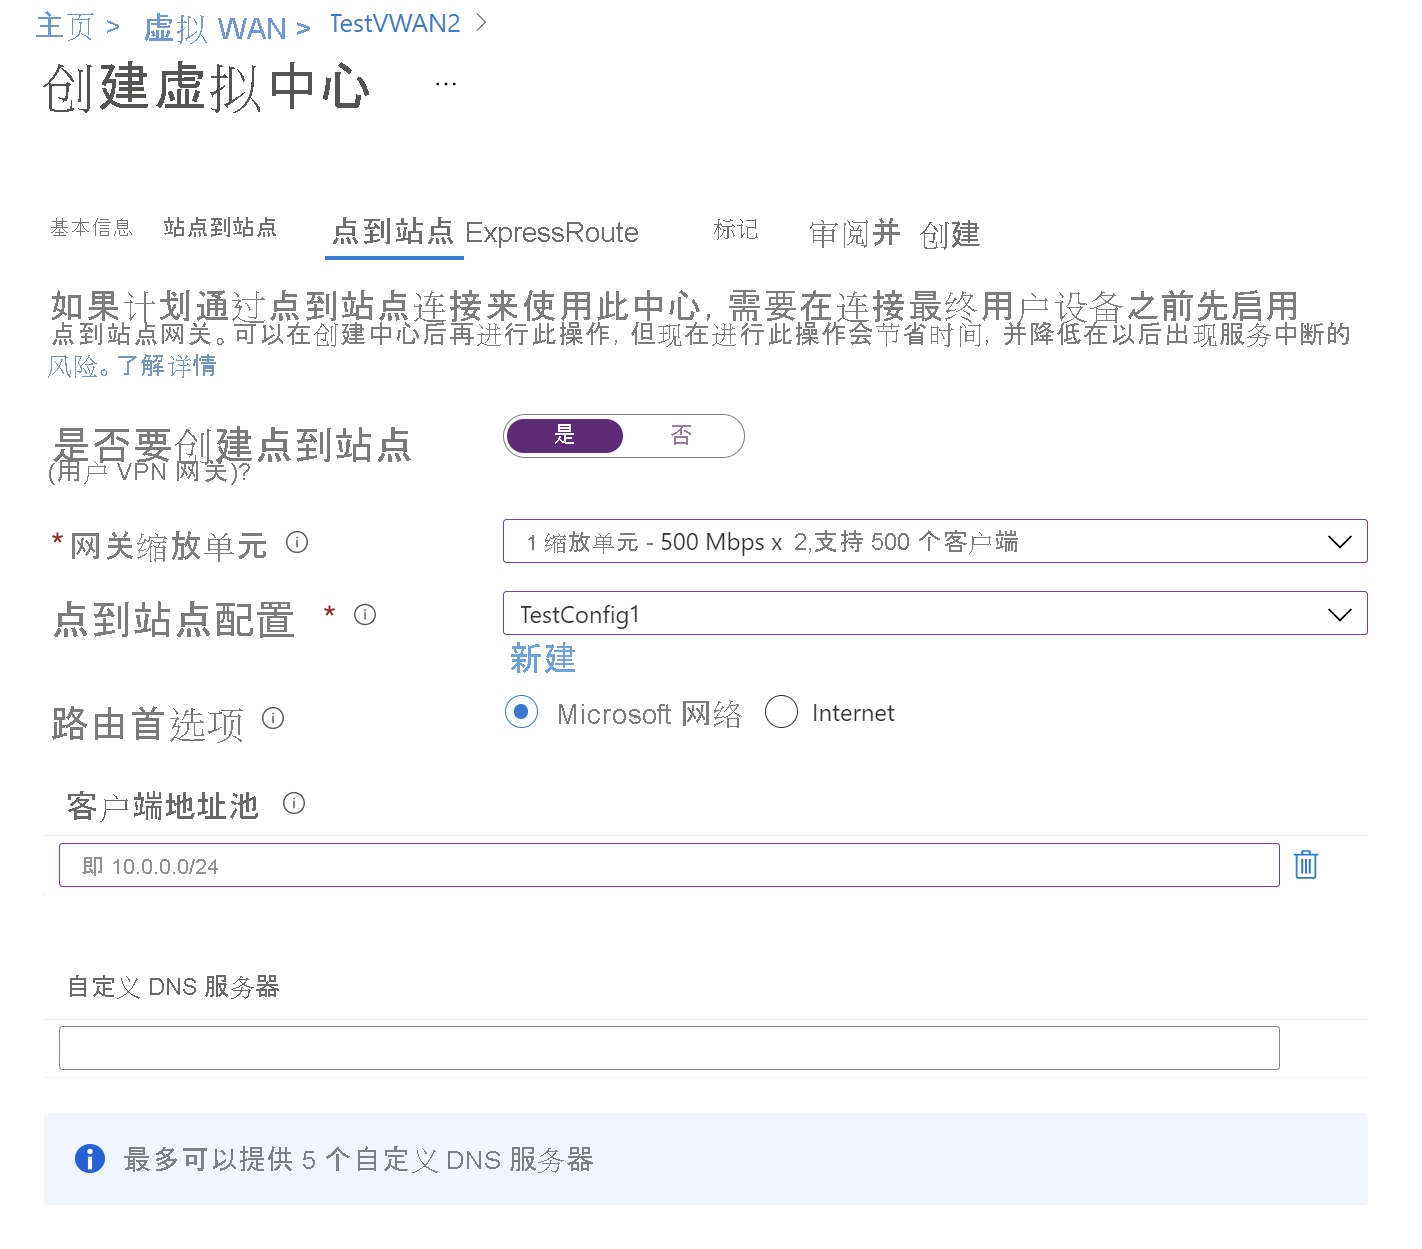 主页 > 虚拟 WAN > TestVWAN2 >
创建虚拟中心 ...
基本信息 站点到站点 点到站点 ExpressRoute 标记 审阅并 创建
如果计划通过点到站点连接来使用此中心, 需要在连接最终用户设备之前先启用
点到站点网关。可以在创建中心后再进行此操作, 但现在进行此操作会节省时间, 并降低在以后出现服务中断的
风险。了解详情
是否要创建点到站点 是 否
(用户 VPN 网关)?
*网关缩放单元 1 缩放单元 - 500 Mbps x 2,支持 500 个客户端
点到站点配置 * TestConfig1
新建
路由首选项 Microsoft 网络 Internet
客户端地址池
即 10.0.0.0/24
自定义 DNS 服务器
最多可以提供 5 个自定义 DNS 服务器